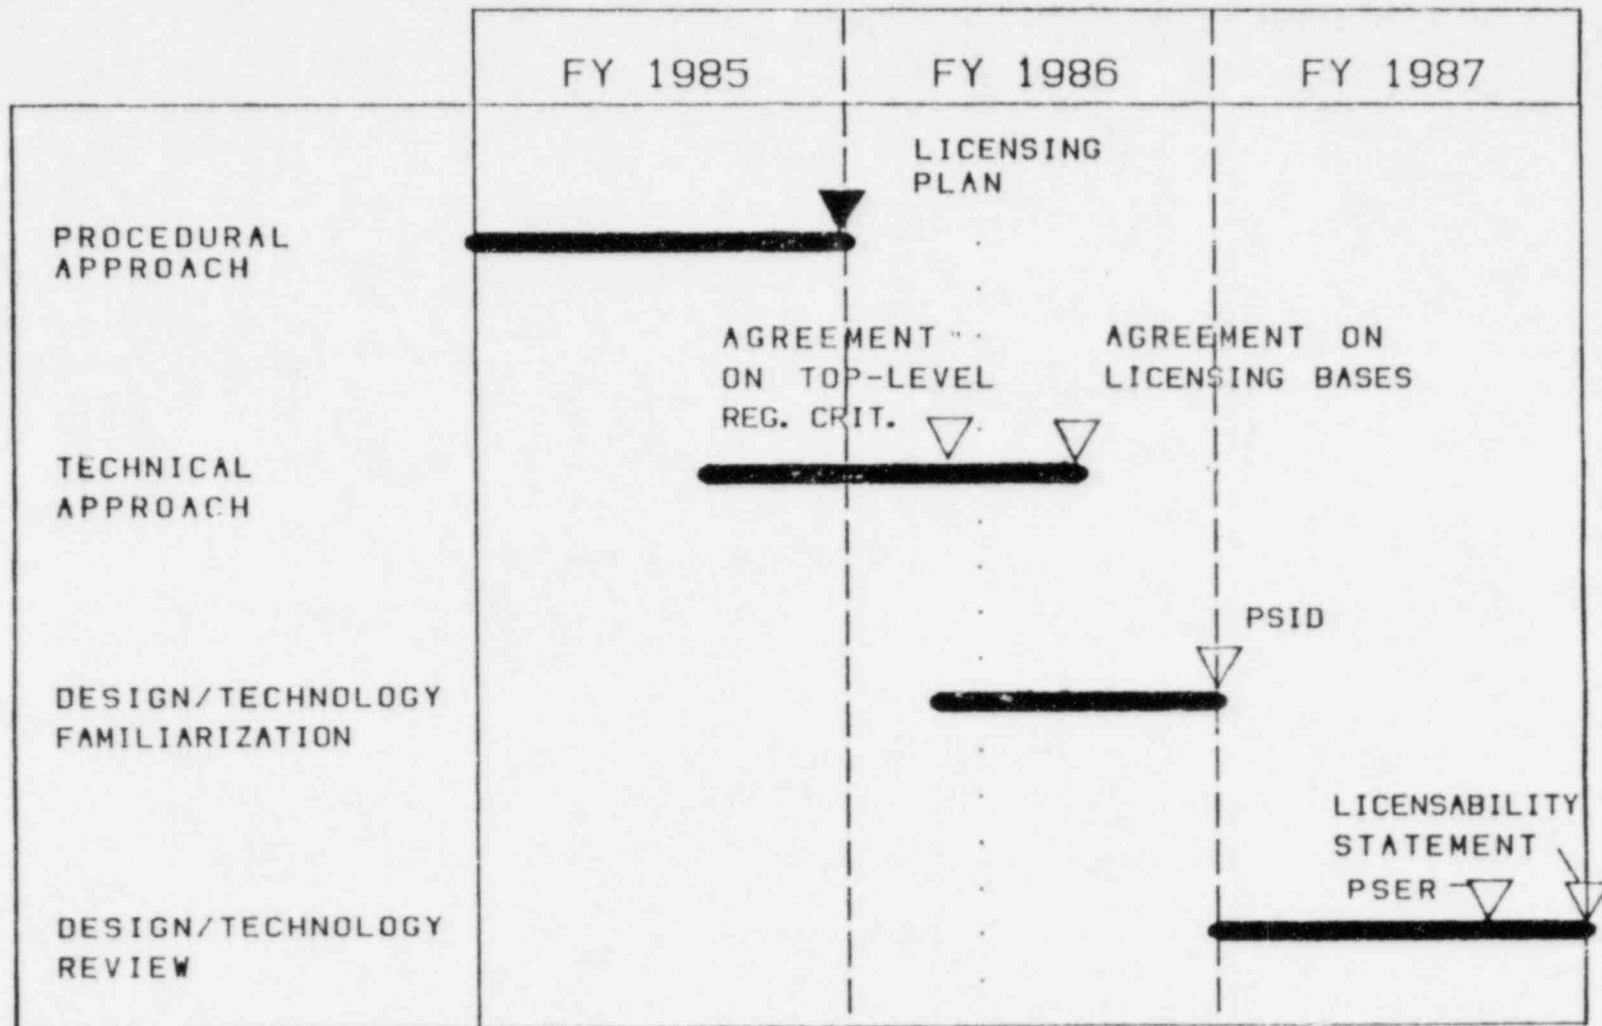 FY 1985 FY 1986 FY 1987
LICENSING
PLAN
PROCEDURAL
APPROACH
AGREEMENT
ON TOP-LEVEL
REG. CRIT.
AGREEMENT ON
LICENSING BASES
TECHNICAL
APPROACH
PSID
DESIGN/TECHNOLOGY
FAMILIARIZATION
LICENSABILITY
STATEMENT
PSER
DESIGN/TECHNOLOGY
REVIEW